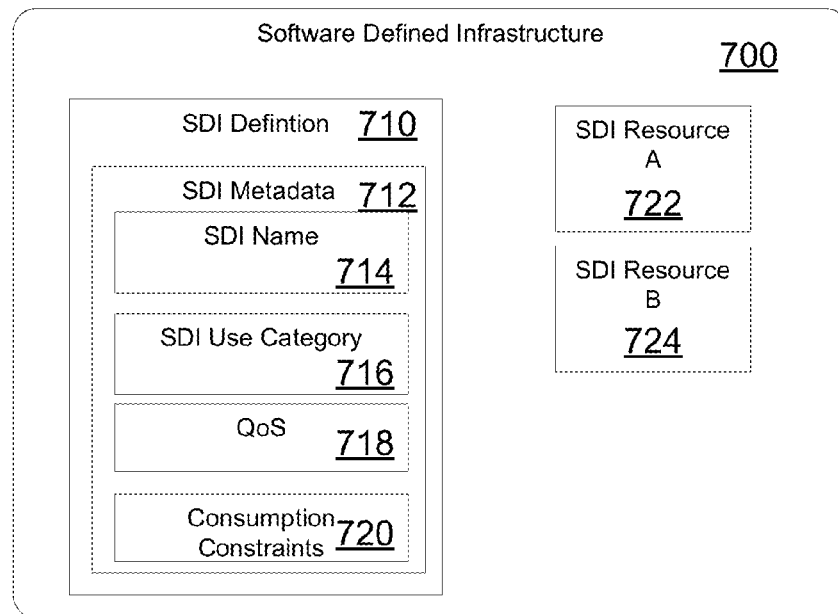 Software Defined Infrastructure
700
SDI Defintion 710
SDI Metadata 712
SDI Name
714
SDI Use Category
716
QoS
718
Consumption
Constraints 720
SDI Resource
A
722
SDI Resource
B
724